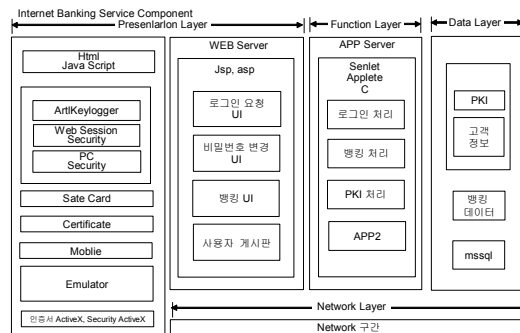 Internet Banking Service Component
Presenlarlon Layer
Function Layer
Data Layer
Html
Java Script
ArtIKeylogger
Web Session
Security
PC
Security
Sate Card
Certificate
Moblie
Emulator
인증서 ActiveX, Security ActiveX
WEB Server
Jsp, asp
로그인 요청
UI
비밀번호 변경
UI
뱅킹 UI
사용자 게시판
APP Server
Senlet
Applete
C
로그인 처리
뱅킹 처리
PKI 처리
APP2
PKI
고객
정보
뱅킹
데이터
mssql
Network Layer
Network 구간